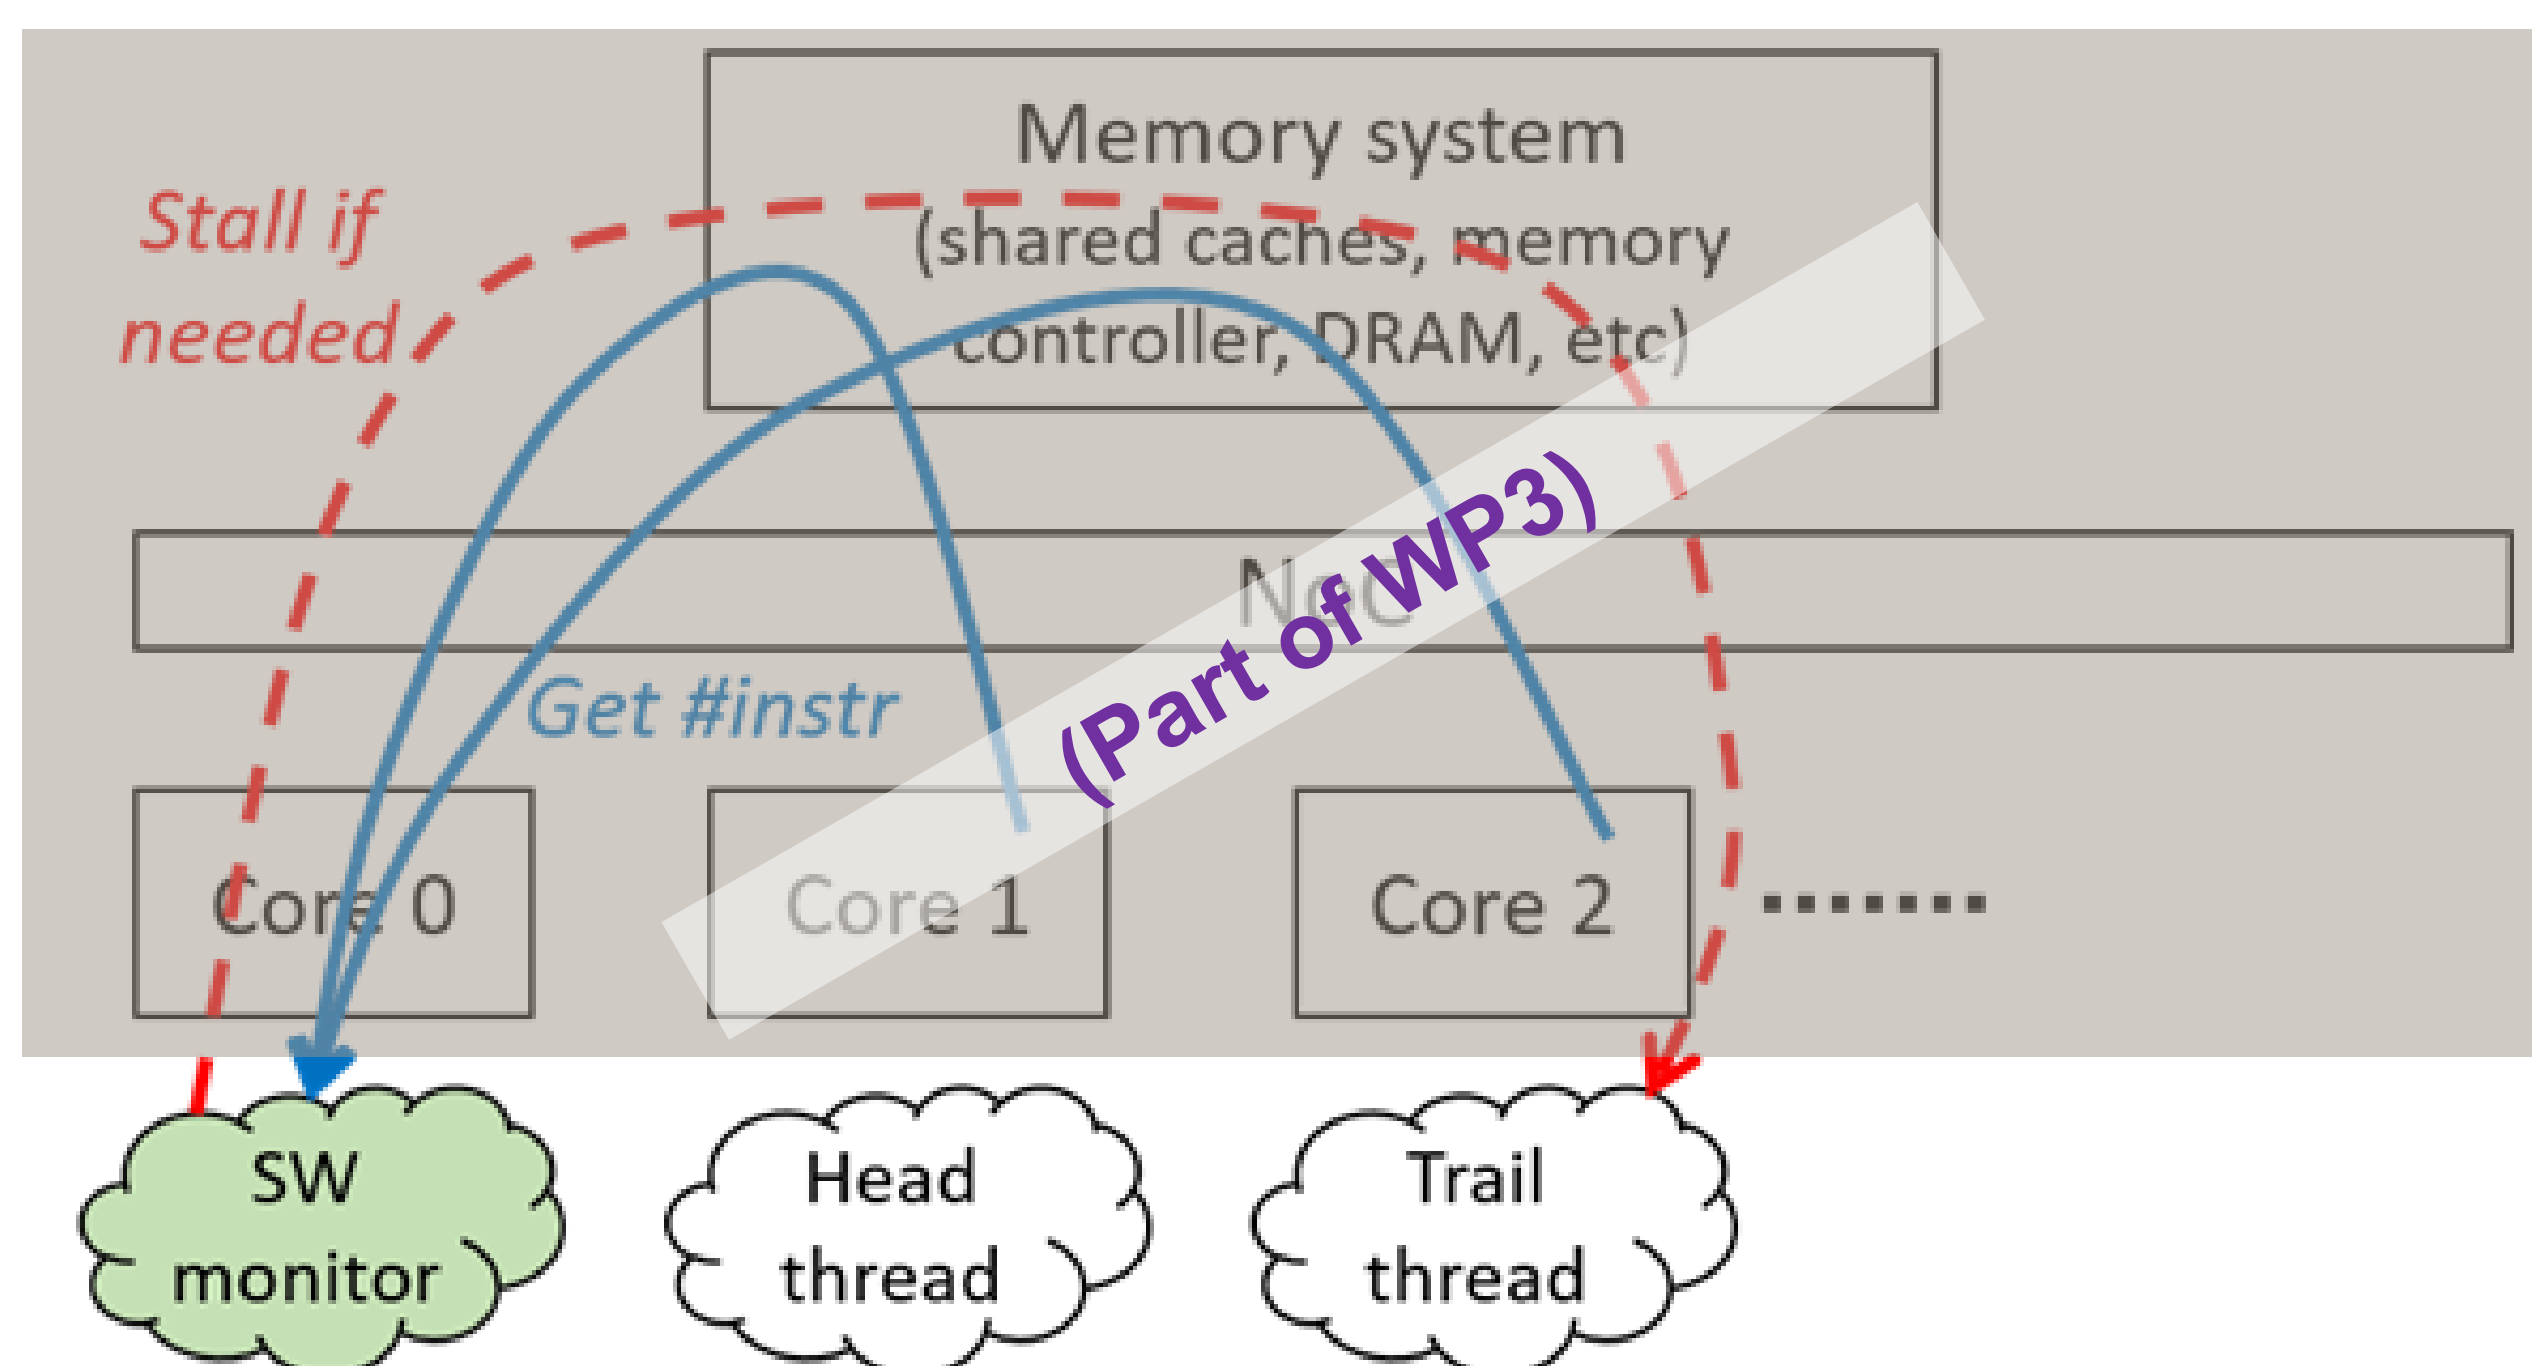 Memory system
(shared caches, memory
controller, DRAM, etc)
Stall if
needed
NoC
(Part of WP3)
Get #instr
Core 0
Core 1
Core 2
SW
monitor
Head
thread
Trail
thread